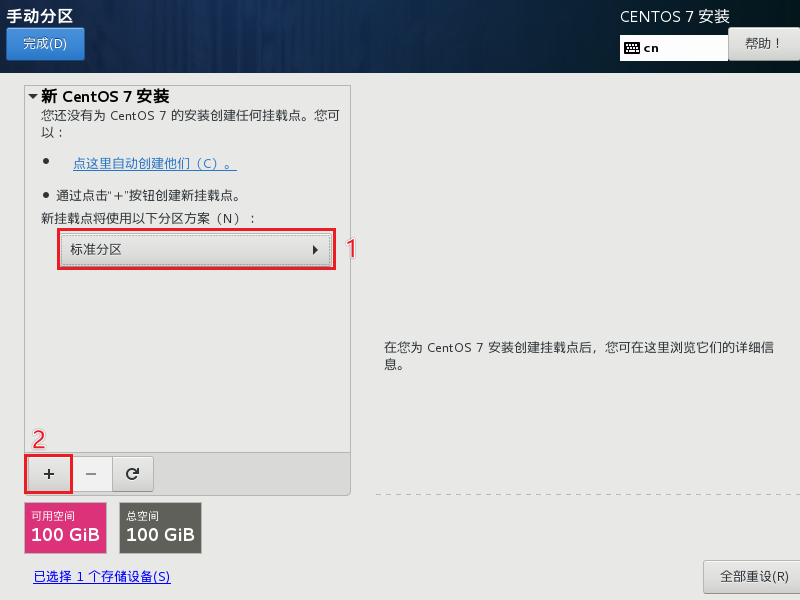 手动分区
CENTOS 7 安装
完成(D)
cn
帮助！
新 CentOS 7 安装
您还没有为 CentOS 7 的安装创建任何挂载点。您可
以：
点这里自动创建他们（C）。
通过点击“+”按钮创建新挂载点。
新挂载点将使用以下分区方案（N）：
标准分区
1
在您为 CentOS 7 安装创建挂载点后，您可在这里浏览它们的详细信
息。
2
+ −
可用空间
100 GiB
总空间
100 GiB
已选择 1 个存储设备(S)
全部重设(R)